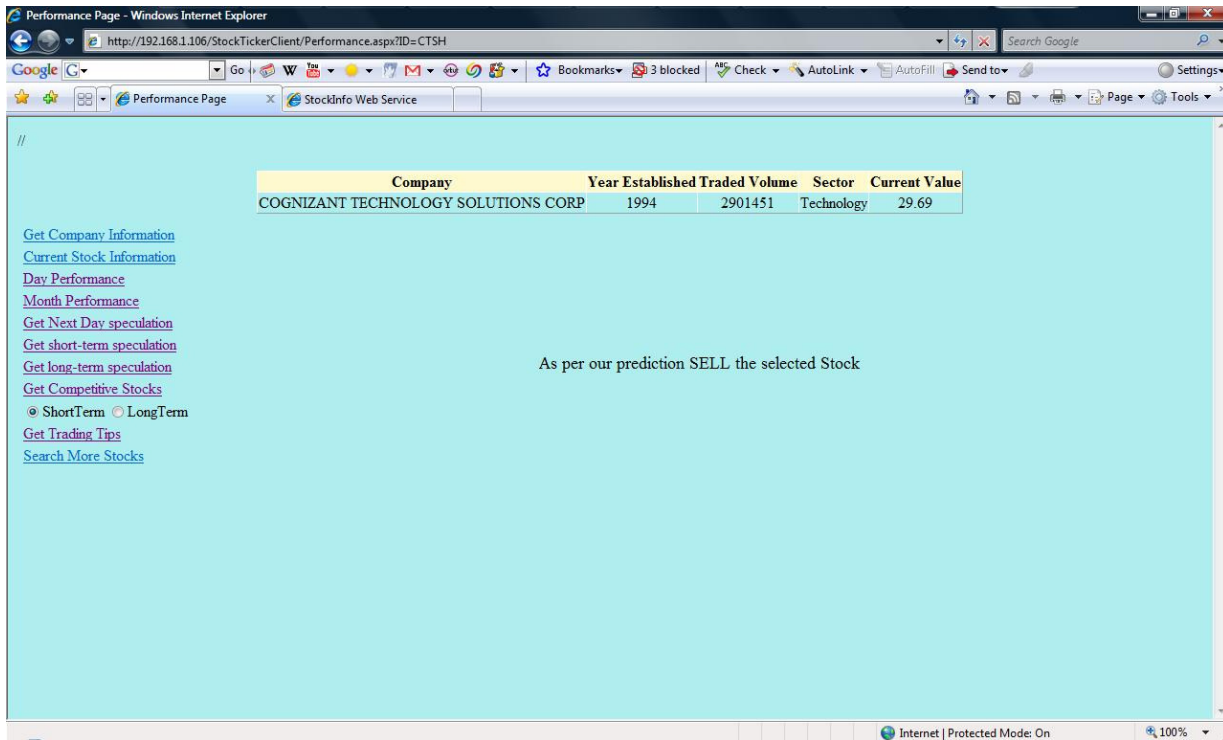 Performance Page - Windows Internet Explorer
http://192.168.1.106/StockTickerClient/Performance.aspx?ID=CTSH
Search Google
Google G Go W You Bookmarks 3 blocked ABC Check AutoLink AutoFill Send to Settings
Performance Page X StockInfo Web Service Page Tools
//
Company Year Established Traded Volume Sector Current Value
COGNIZANT TECHNOLOGY SOLUTIONS CORP 1994 2901451 Technology 29.69
Get Company Information
Current Stock Information
Day Performance
Month Performance
Get Next Day speculation
Get short-term speculation
Get long-term speculation
Get Competitive Stocks
ShortTerm LongTerm
Get Trading Tips
Search More Stocks
As per our prediction SELL the selected Stock
Internet | Protected Mode: On 100%